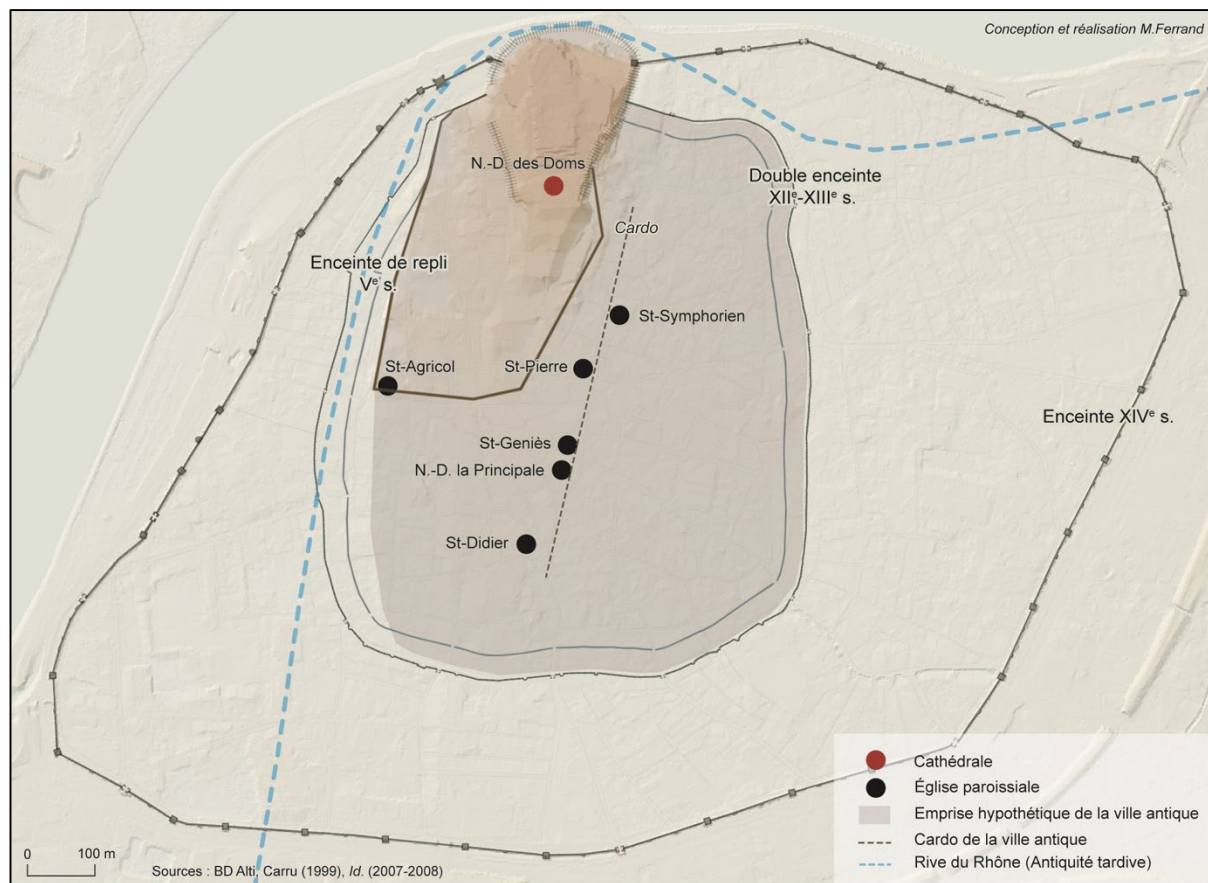 Conception et réalisation M.Ferrand
N.-D. des Doms
Double enceinte
XIIᵉ-XIIIᵉ s.
Cardo
Enceinte de repli
Vᵉ s.
St-Symphorien
St-Agricol
St-Pierre
Enceinte XIVᵉ s.
St-Geniès
N.-D. la Principale
St-Didier
Cathédrale
Église paroissiale
Emprise hypothétique de la ville antique
Cardo de la ville antique
Rive du Rhône (Antiquité tardive)
0 100 m
Sources : BD Alti, Carru (1999), Id. (2007-2008)